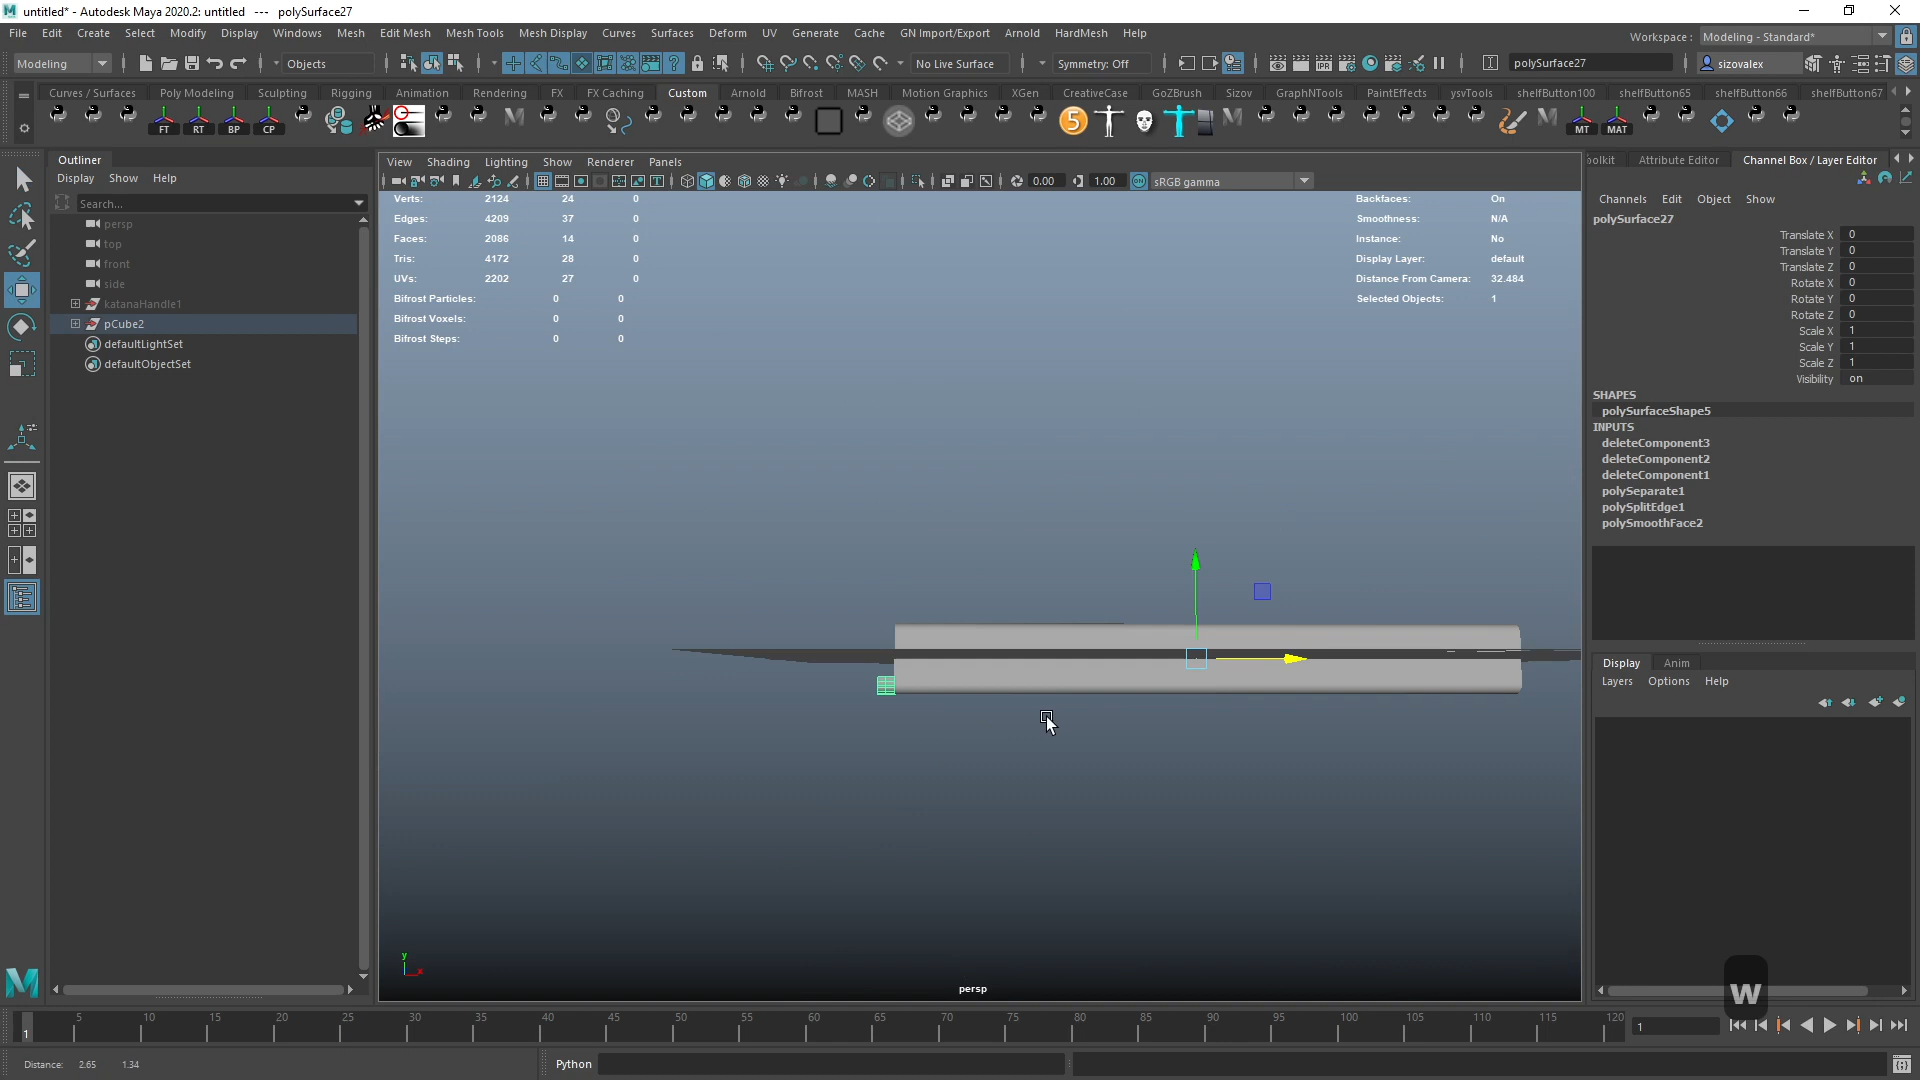 untitled* - Autodesk Maya 2020.2: untitled   ---   polySurface27
File Edit Create Select Modify Display Windows Mesh Edit Mesh Mesh Tools Mesh Display Curves Surfaces Deform UV Generate Cache GN Import/Export Arnold HardMesh Help
Workspace : Modeling - Standard*
Modeling Objects No Live Surface Symmetry: Off polySurface27 sizovalex
Curves / Surfaces Poly Modeling Sculpting Rigging Animation Rendering FX FX Caching Custom Arnold Bifrost MASH Motion Graphics XGen CreativeCase GoZBrush Sizov GraphNTools PaintEffects ysvTools shelfButton100 shelfButton65 shelfButton66 shelfButton67
FT RT BP CP 5 MT MAT
Outliner
Display Show Help
Search...
persp
top
front
side
katanaHandle1
pCube2
defaultLightSet
defaultObjectSet
View Shading Lighting Show Renderer Panels
0.00 1.00 ON sRGB gamma
Verts: 2124 24 0
Edges: 4209 37 0
Faces: 2086 14 0
Tris: 4172 28 0
UVs: 2202 27 0
Bifrost Particles: 0 0
Bifrost Voxels: 0 0
Bifrost Steps: 0 0
Backfaces: On
Smoothness: N/A
Instance: No
Display Layer: default
Distance From Camera: 32.484
Selected Objects: 1
y
x
persp
oolkit Attribute Editor Channel Box / Layer Editor
Channels Edit Object Show
polySurface27
Translate X 0
Translate Y 0
Translate Z 0
Rotate X 0
Rotate Y 0
Rotate Z 0
Scale X 1
Scale Y 1
Scale Z 1
Visibility on
SHAPES
polySurfaceShape5
INPUTS
deleteComponent3
deleteComponent2
deleteComponent1
polySeparate1
polySplitEdge1
polySmoothFace2
Display Anim
Layers Options Help
W
1 5 10 15 20 25 30 35 40 45 50 55 60 65 70 75 80 85 90 95 100 105 110 115 120 1
Distance: 2.65 1.34 Python